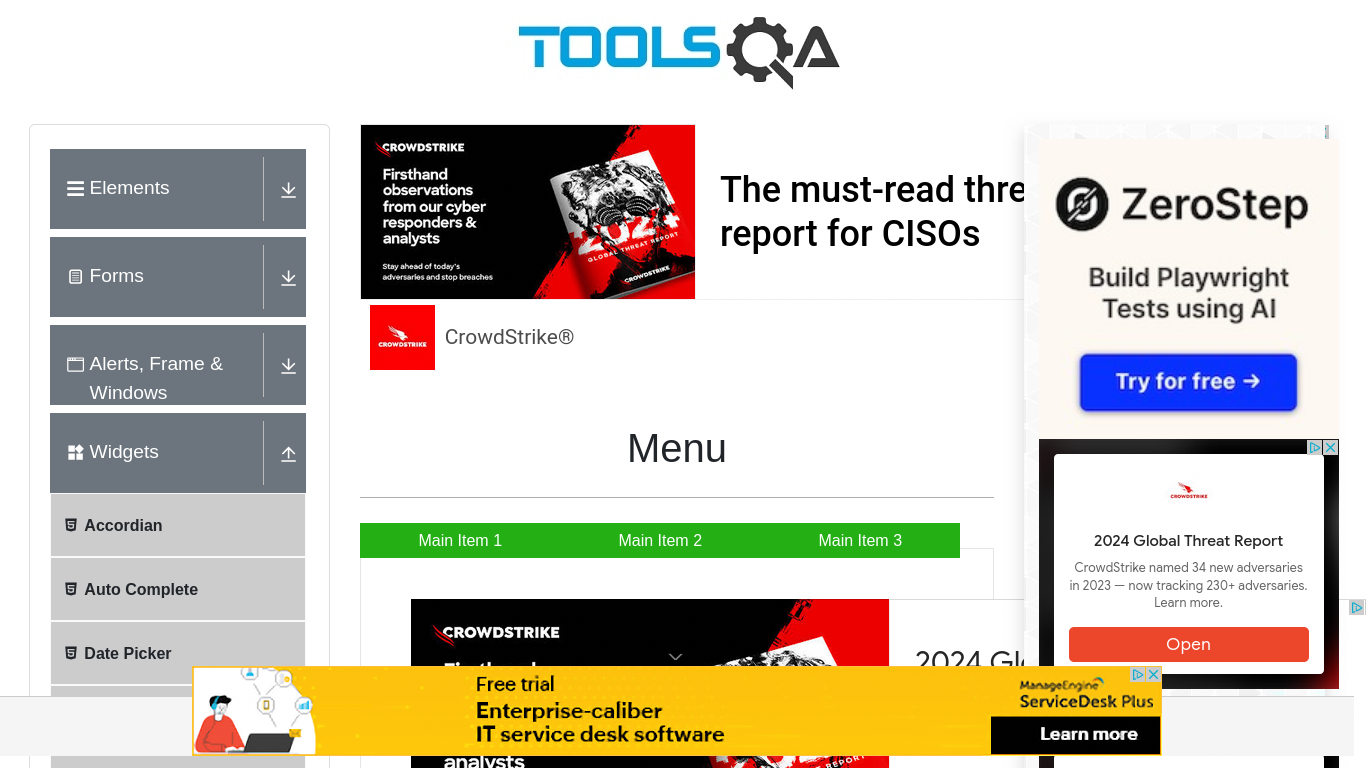 TOOLSQA
Elements
Forms
Alerts, Frame &
Windows
Widgets
Accordian
Auto Complete
Date Picker
CROWDSTRIKE
Firsthand
observations
from our cyber
responders &
analysts
Stay ahead of today's
adversaries and stop breaches
2024
GLOBAL THREAT REPORT
CROWDSTRIKE
The must-read thre
report for CISOs
CROWDSTRIKE
CrowdStrike®
Menu
Main Item 1
Main Item 2
Main Item 3
CROWDSTRIKE
analysts
2024 Gl
ZeroStep
Build Playwright
Tests using AI
Try for free →
CROWDSTRIKE
2024 Global Threat Report
CrowdStrike named 34 new adversaries
in 2023 — now tracking 230+ adversaries.
Learn more.
Open
Free trial
Enterprise-caliber
IT service desk software
ManageEngine
ServiceDesk Plus
Learn more